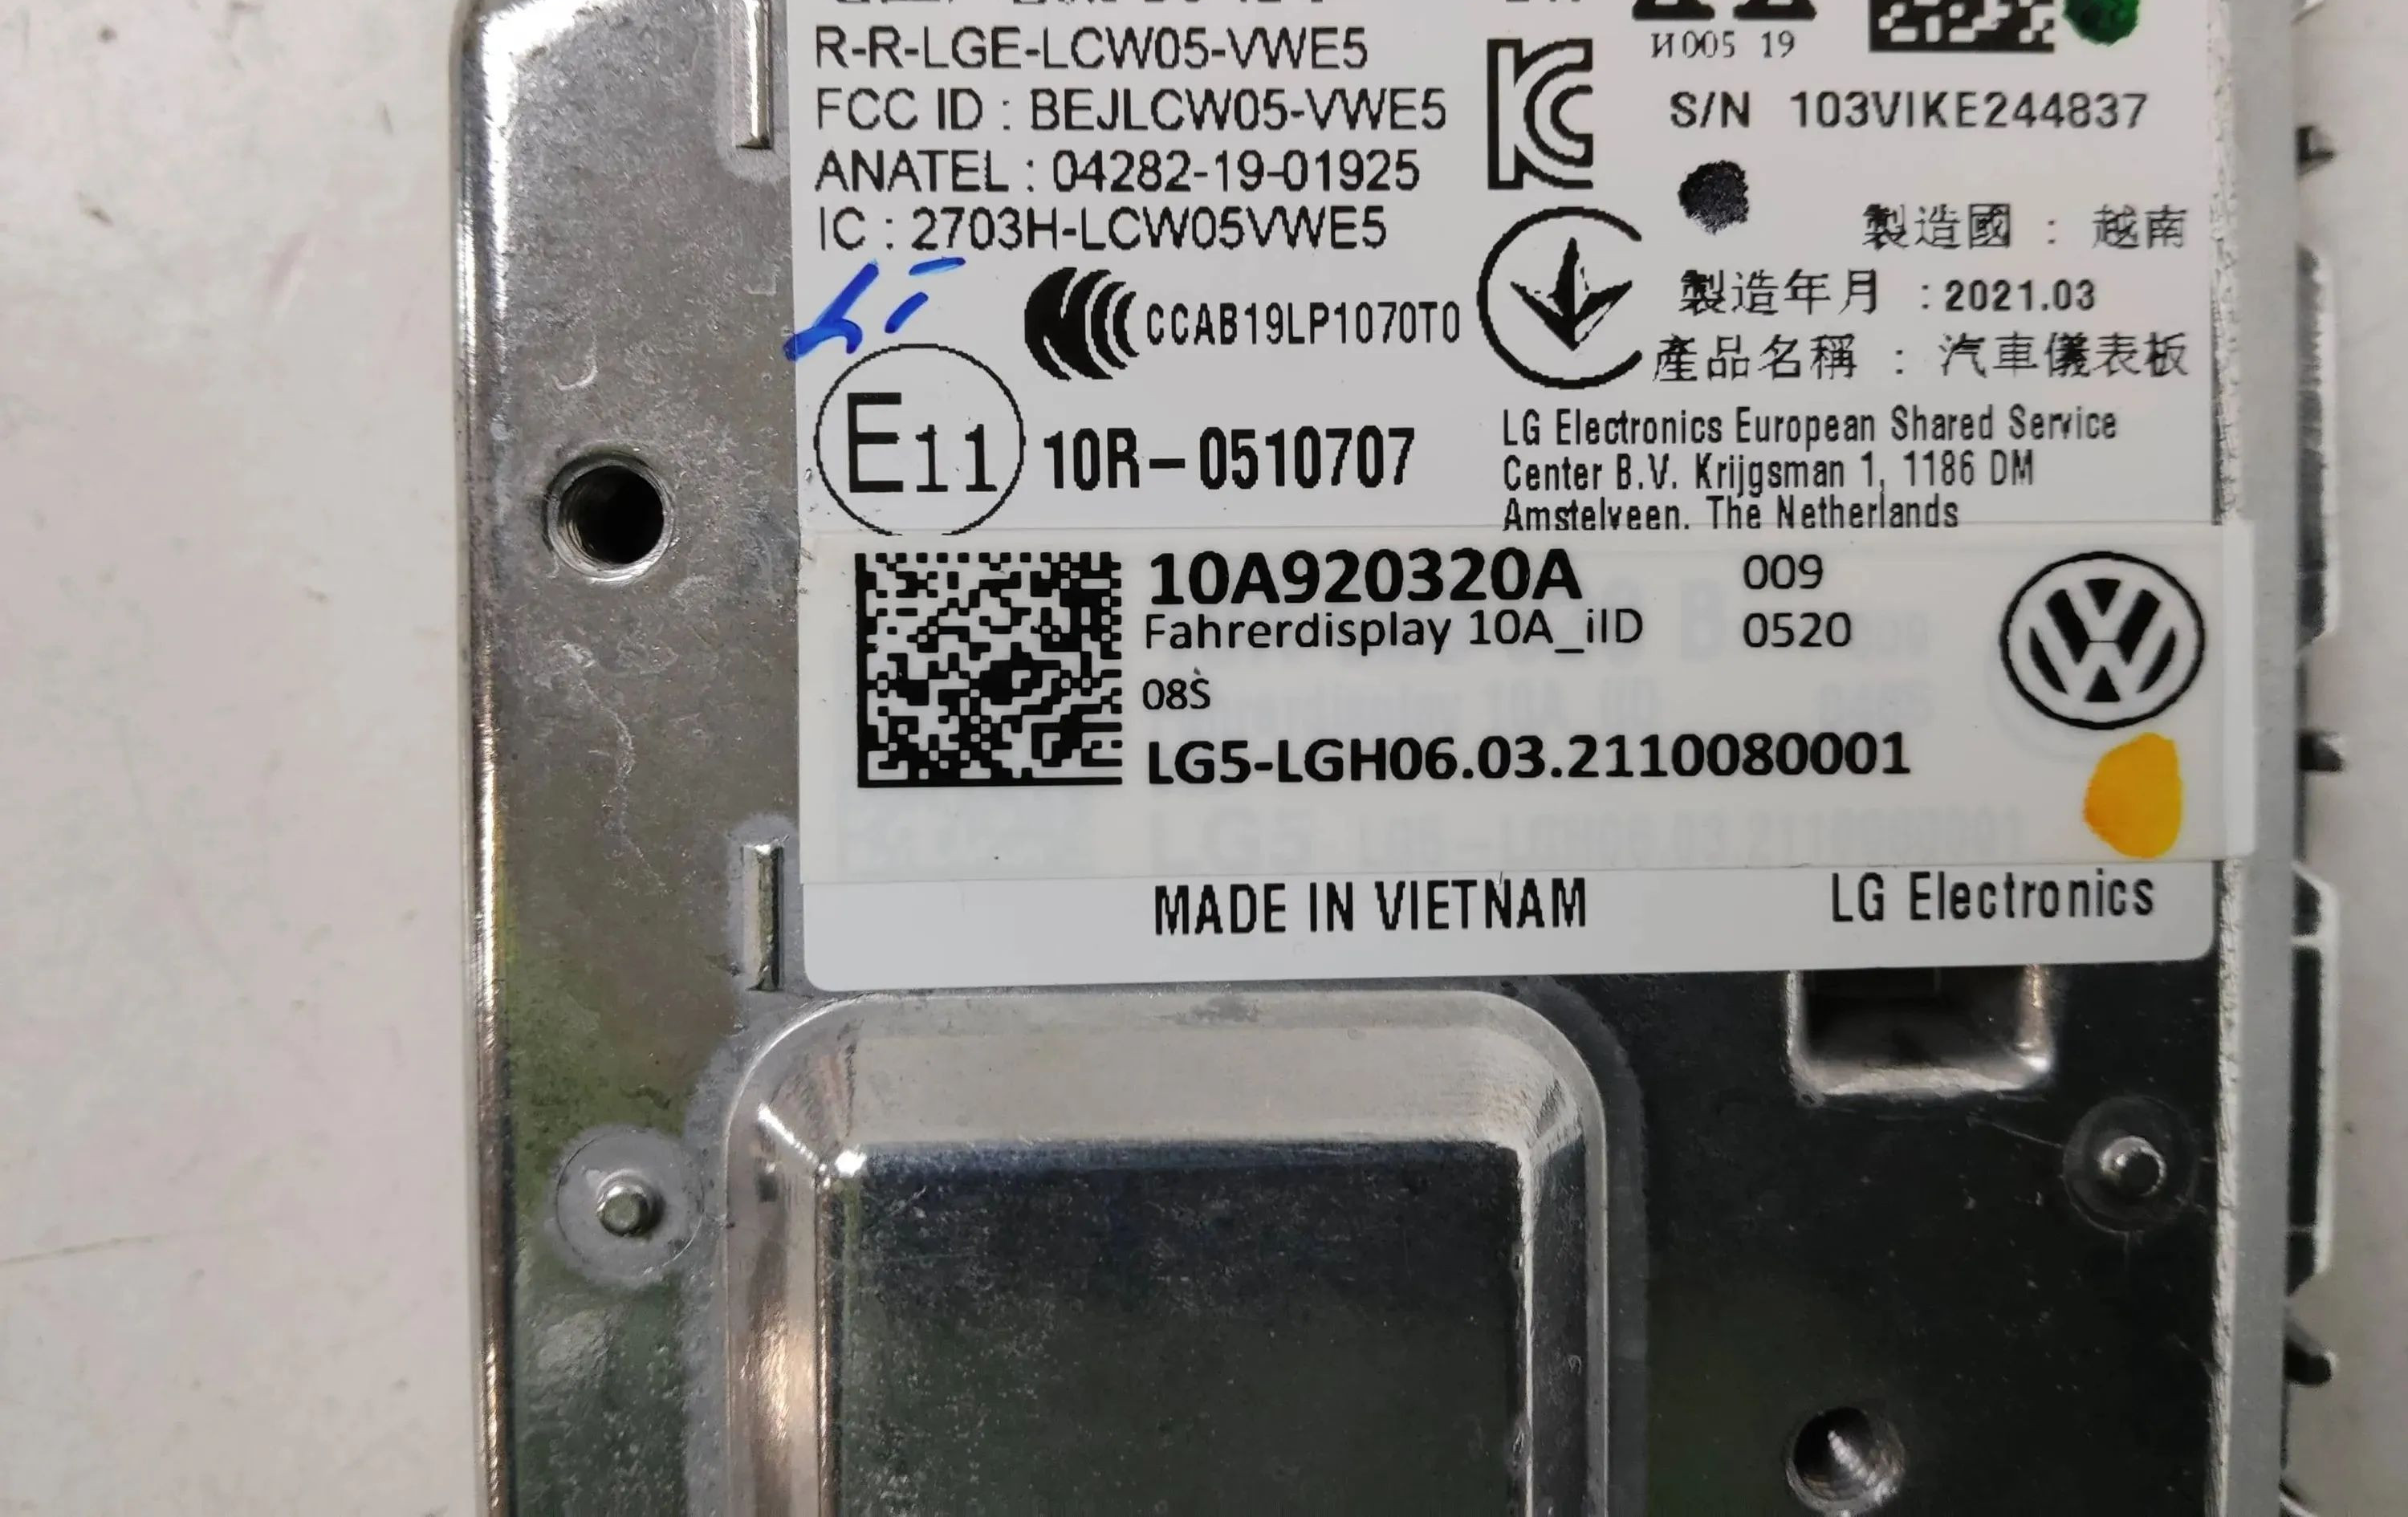 R-R-LGE-LCW05-VWE5
FCC ID : BEJLCW05-VWE5
ANATEL : 04282-19-01925
IC : 2703H-LCW05VWE5
CCAB19LP1070T0
E11
10R-0510707
И005 19
S/N 103VIKE244837
製造國 : 越南
製造年月 : 2021.03
產品名稱 : 汽車儀表板
LG Electronics European Shared Service
Center B.V. Krijgsman 1, 1186 DM
Amstelveen. The Netherlands
10A920320A 009
Fahrerdisplay 10A_iID 0520
08S
LG5-LGH06.03.2110080001
MADE IN VIETNAM LG Electronics